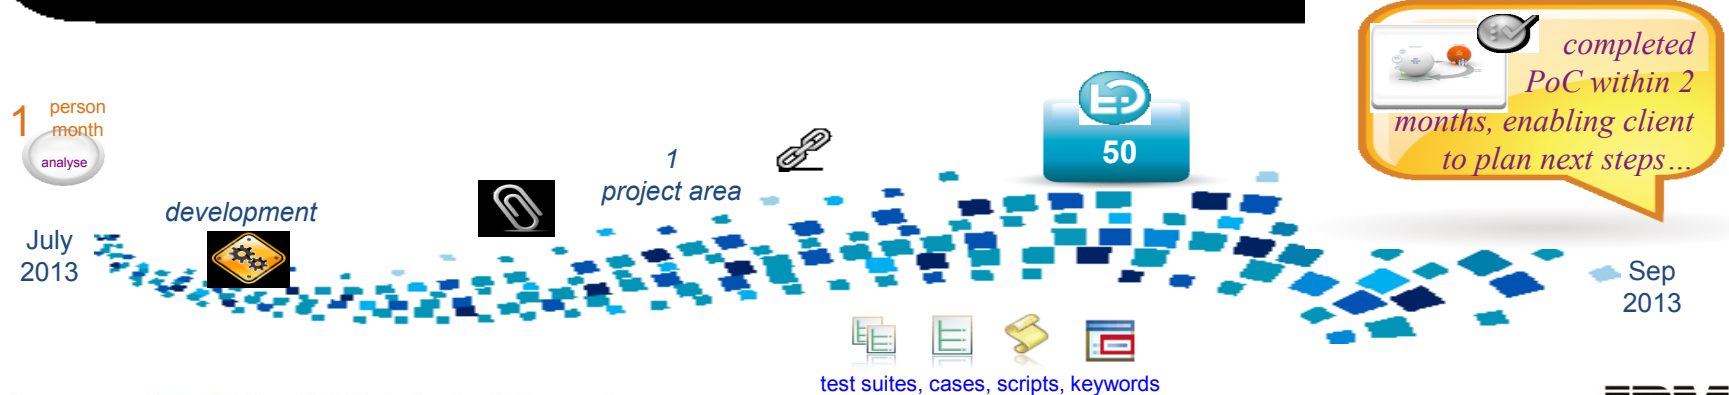 1
person
month
analyse
July
2013
development
1
project area
50
completed
PoC within 2
months, enabling client
to plan next steps…
Sep
2013
test suites, cases, scripts, keywords